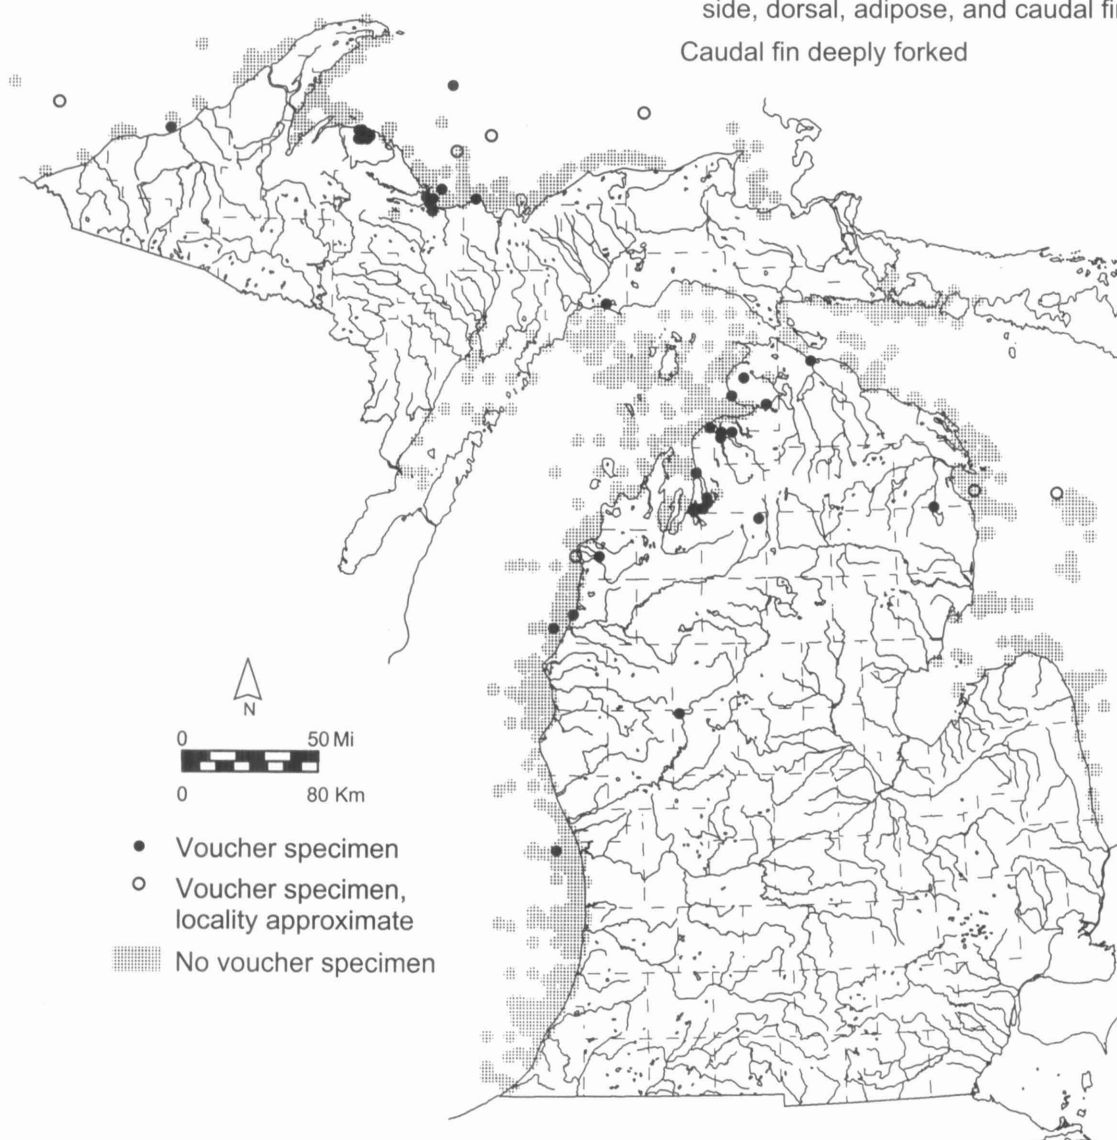 side, dorsal, adipose, and caudal fin
Caudal fin deeply forked
N
0 50 Mi
0 80 Km
Voucher specimen
Voucher specimen,
locality approximate
No voucher specimen